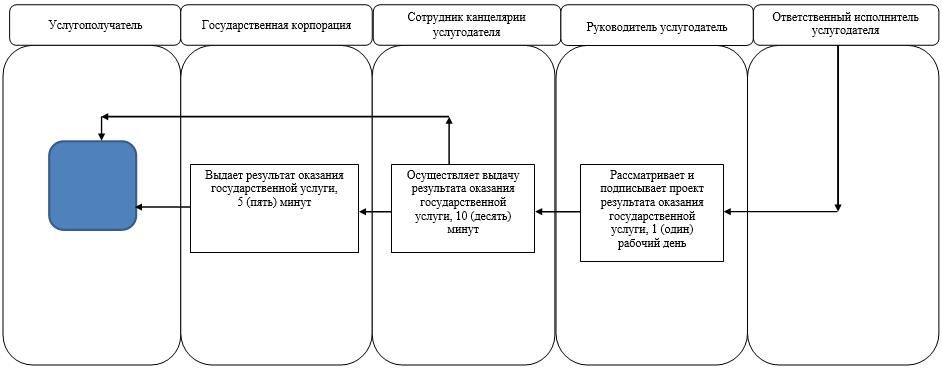 Услугополучатель
Государственная корпорация
Сотрудник канцелярии
услугодателя
Руководитель услугодатель
Ответственный исполнитель
услугодателя
Выдает результат оказания
государственной услуги,
5 (пять) минут
Осуществляет выдачу
результата оказания
государственной
услуги, 10 (десять)
минут
Рассматривает и
подписывает проект
результата оказания
государственной
услуги, 1 (один)
рабочий день